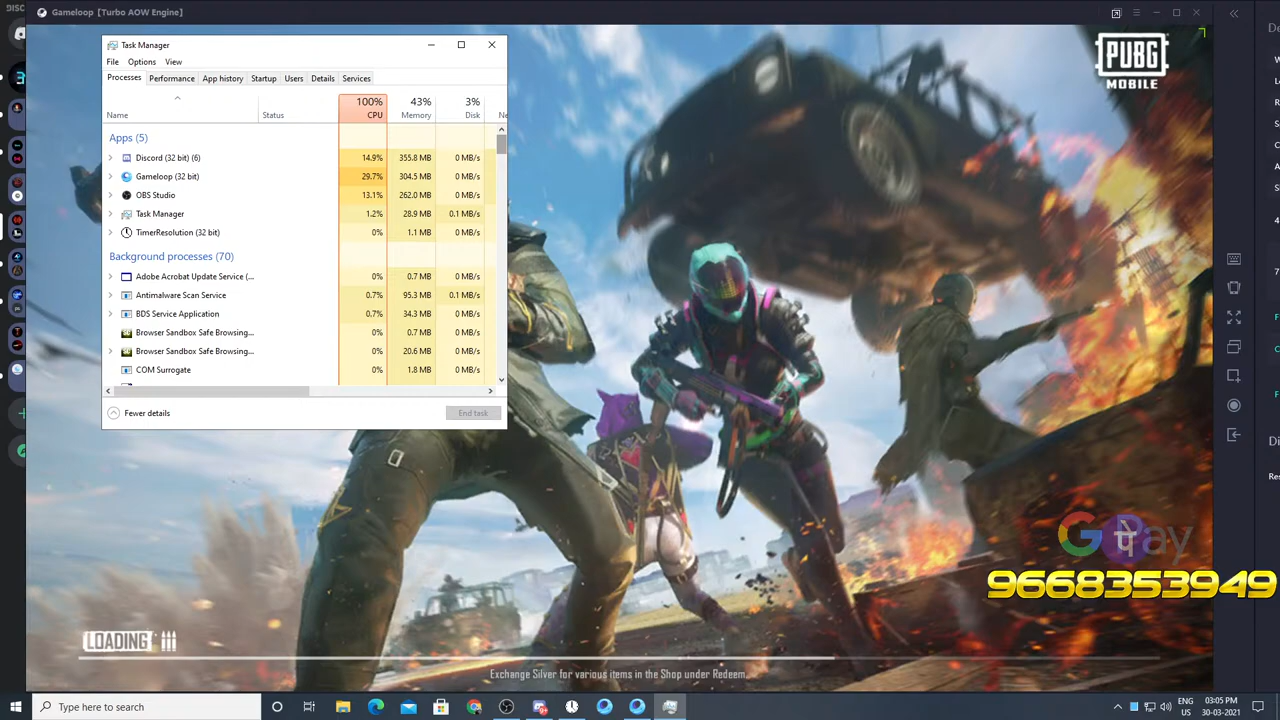 DISC
Gameloop [Turbo AOW Engine]
Task Manager
File Options View
Processes Performance App history Startup Users Details Services
100% 43% 3%
Name Status CPU Memory Disk Ne
Apps (5)
Discord (32 bit) (6) 14.9% 355.8 MB 0 MB/s
Gameloop (32 bit) 29.7% 304.5 MB 0 MB/s
OBS Studio 13.1% 262.0 MB 0 MB/s
Task Manager 1.2% 28.9 MB 0.1 MB/s
TimerResolution (32 bit) 0% 1.1 MB 0 MB/s
Background processes (70)
Adobe Acrobat Update Service (... 0% 0.7 MB 0 MB/s
Antimalware Scan Service 0.7% 95.3 MB 0.1 MB/s
BDS Service Application 0.7% 34.3 MB 0 MB/s
Browser Sandbox Safe Browsing... 0% 0.7 MB 0 MB/s
Browser Sandbox Safe Browsing... 0% 20.6 MB 0 MB/s
COM Surrogate 0% 1.8 MB 0 MB/s
Fewer details End task
PUBG
MOBILE
G Pay
पे
9668353949
LOADING
Exchange Silver for various items in the Shop under Redeem.
Type here to search
ENG
US
03:05 PM
30-03-2021